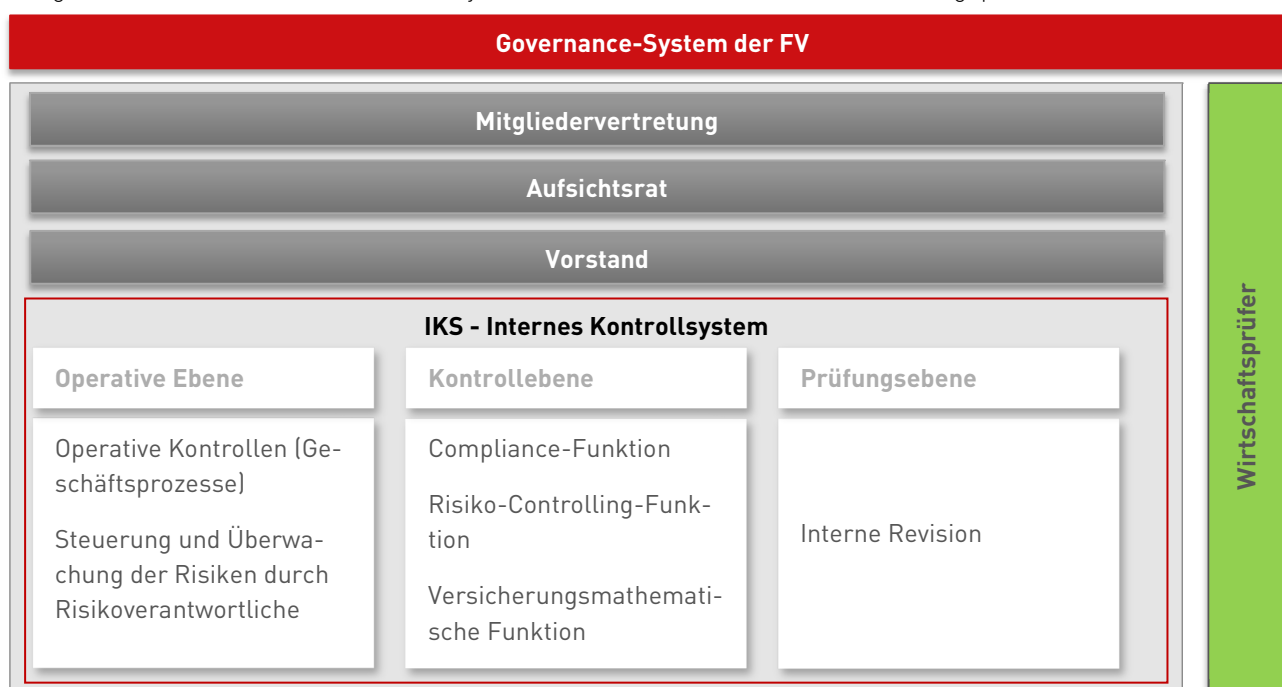 Governance-System der FV
Mitgliedervertretung
Aufsichtsrat
Vorstand
IKS - Internes Kontrollsystem
Operative Ebene
Operative Kontrollen (Ge-
schäftsprozesse)
Steuerung und Überwa-
chung der Risiken durch
Risikoverantwortliche
Kontrollebene
Compliance-Funktion
Risiko-Controlling-Funk-
tion
Versicherungsmathemati-
sche Funktion
Prüfungsebene
Interne Revision
Wirtschaftsprüfer